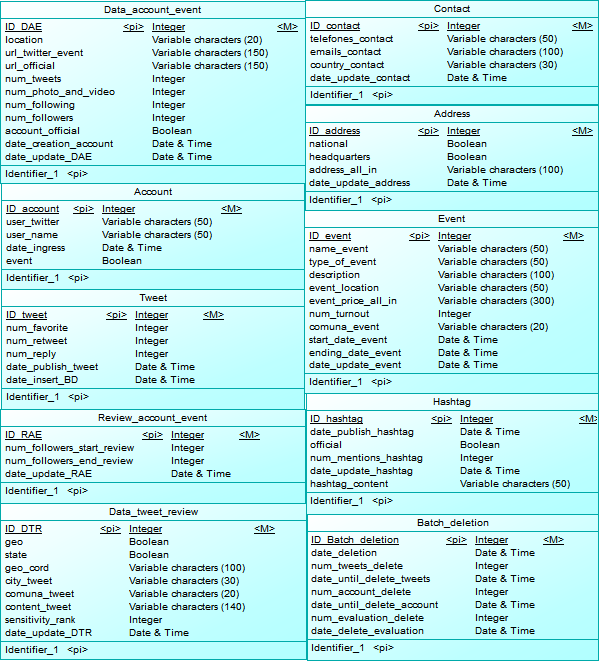 Data_account_event
ID_DAE <pi> Integer <M>
location Variable characters (20)
url_twitter_event Variable characters (150)
url_official Variable characters (150)
num_tweets Integer
num_photo_and_video Integer
num_following Integer
num_followers Integer
account_official Boolean
date_creation_account Date & Time
date_update_DAE Date & Time
Identifier_1 <pi>
Account
ID_account <pi> Integer <M>
user_twitter Variable characters (50)
user_name Variable characters (50)
date_ingress Date & Time
event Boolean
Identifier_1 <pi>
Tweet
ID_tweet <pi> Integer <M>
num_favorite Integer
num_retweet Integer
num_reply Integer
date_publish_tweet Date & Time
date_insert_BD Date & Time
Identifier_1 <pi>
Review_account_event
ID_RAE <pi> Integer <M>
num_followers_start_review Integer
num_followers_end_review Integer
date_update_RAE Date & Time
Identifier_1 <pi>
Data_tweet_review
ID_DTR <pi> Integer <M>
geo Boolean
state Boolean
geo_cord Variable characters (100)
city_tweet Variable characters (30)
comuna_tweet Variable characters (20)
content_tweet Variable characters (140)
sensitivity_rank Integer
date_update_DTR Date & Time
Identifier_1 <pi>
Contact
ID_contact <pi> Integer <M>
telefones_contact Variable characters (50)
emails_contact Variable characters (100)
country_contact Variable characters (30)
date_update_contact Date & Time
Identifier_1 <pi>
Address
ID_address <pi> Integer <M>
national Boolean
headquarters Boolean
address_all_in Variable characters (100)
date_update_address Date & Time
Identifier_1 <pi>
Event
ID_event <pi> Integer <M>
name_event Variable characters (50)
type_of_event Variable characters (50)
description Variable characters (100)
event_location Variable characters (50)
event_price_all_in Variable characters (300)
num_turnout Integer
comuna_event Variable characters (20)
start_date_event Date & Time
ending_date_event Date & Time
date_update_event Date & Time
Identifier_1 <pi>
Hashtag
ID_hashtag <pi> Integer <M>
date_publish_hashtag Date & Time
official Boolean
num_mentions_hashtag Integer
date_update_hashtag Date & Time
hashtag_content Variable characters (50)
Identifier_1 <pi>
Batch_deletion
ID_Batch_deletion <pi> Integer <M>
date_deletion Date & Time
num_tweets_delete Integer
date_until_delete_tweets Date & Time
num_account_delete Integer
date_until_delete_account Date & Time
num_evaluation_delete Integer
date_delete_evaluation Date & Time
Identifier_1 <pi>